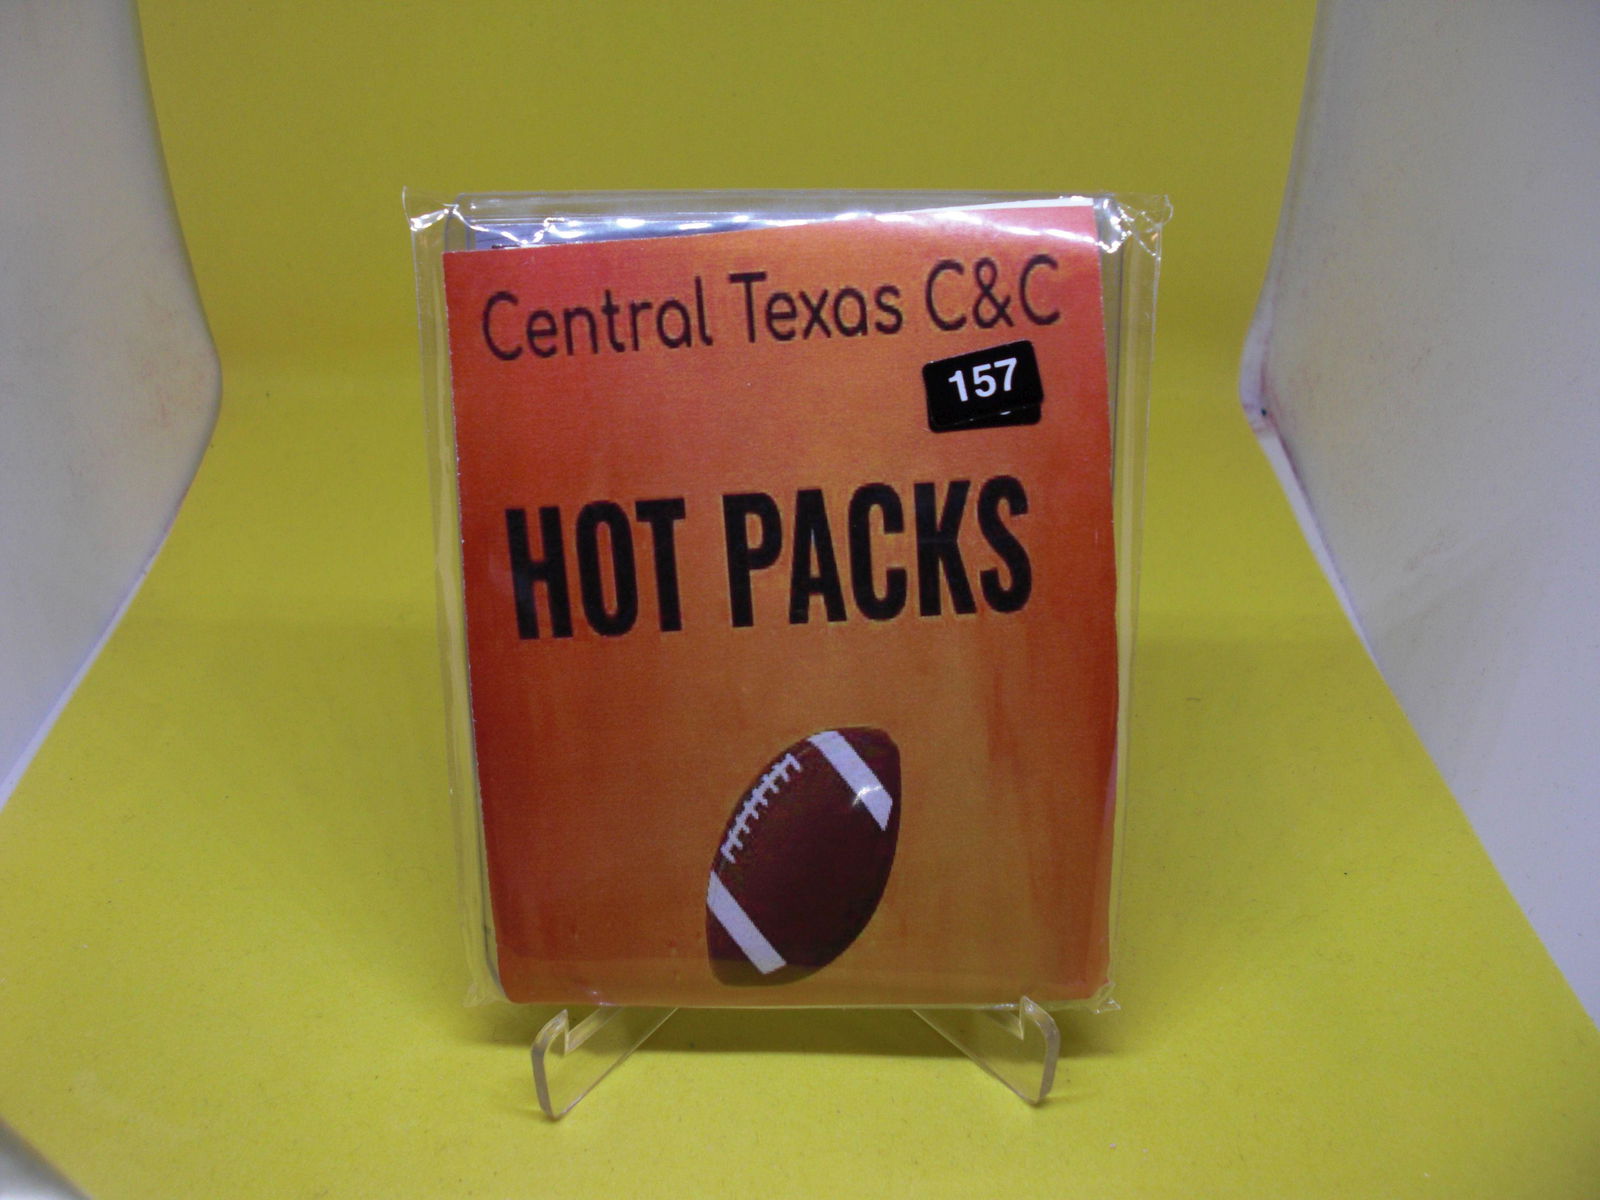 Central Texas C&C
157
HOT PACKS